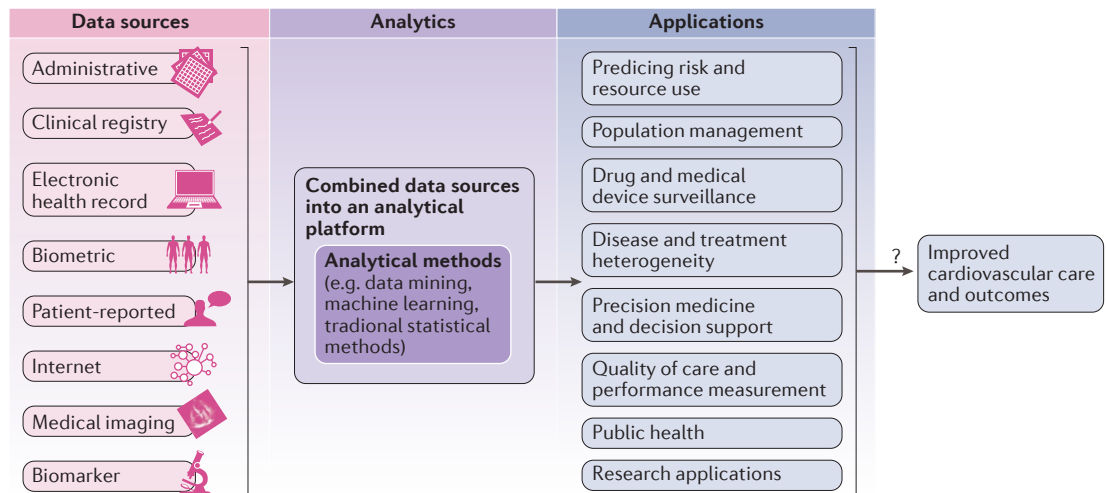 Data sources
Analytics
Applications
Administrative
Clinical registry
Electronic
health record
Biometric
Patient-reported
Internet
Medical imaging
Biomarker
Combined data sources
into an analytical
platform
Analytical methods
(e.g. data mining,
machine learning,
tradional statistical
methods)
Predicing risk and
resource use
Population management
Drug and medical
device surveillance
Disease and treatment
heterogeneity
Precision medicine
and decision support
Quality of care and
performance measurement
Public health
Research applications
?
Improved
cardiovascular care
and outcomes